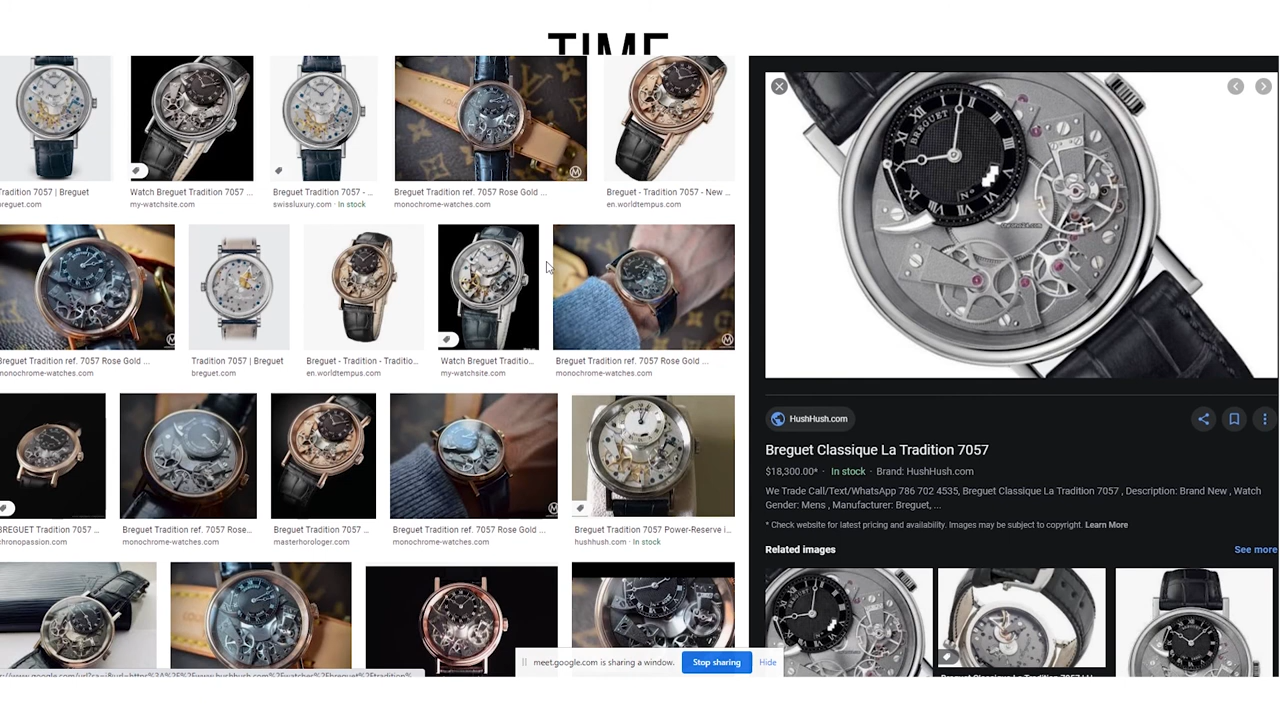 TIME
Tradition 7057 | Breguet
breguet.com
Watch Breguet Tradition 7057 ...
my-watchsite.com
Breguet Tradition 7057 - ...
swissluxury.com · In stock
Breguet Tradition ref. 7057 Rose Gold ...
monochrome-watches.com
Breguet - Tradition 7057 - New ...
en.worldtempus.com
Breguet Tradition ref. 7057 Rose Gold ...
monochrome-watches.com
Tradition 7057 | Breguet
breguet.com
Breguet - Tradition - Traditio...
en.worldtempus.com
Watch Breguet Traditio...
my-watchsite.com
Breguet Tradition ref. 7057 Rose Gold ...
monochrome-watches.com
BREGUET Tradition 7057 ...
chronopassion.com
Breguet Tradition ref. 7057 Rose...
monochrome-watches.com
Breguet Tradition 7057 ...
masterhorologer.com
Breguet Tradition ref. 7057 Rose Gold ...
monochrome-watches.com
Breguet Tradition 7057 Power-Reserve i...
hushhush.com · In stock
BREGUET
HushHush.com
Breguet Classique La Tradition 7057
$18,300.00* · In stock · Brand: HushHush.com
We Trade Call/Text/WhatsApp 786 702 4535, Breguet Classique La Tradition 7057 , Description: Brand New , Watch
Gender: Mens , Manufacturer: Breguet, ...
* Check website for latest pricing and availability. Images may be subject to copyright. Learn More
Related images
See more
meet.google.com is sharing a window.
Stop sharing
Hide